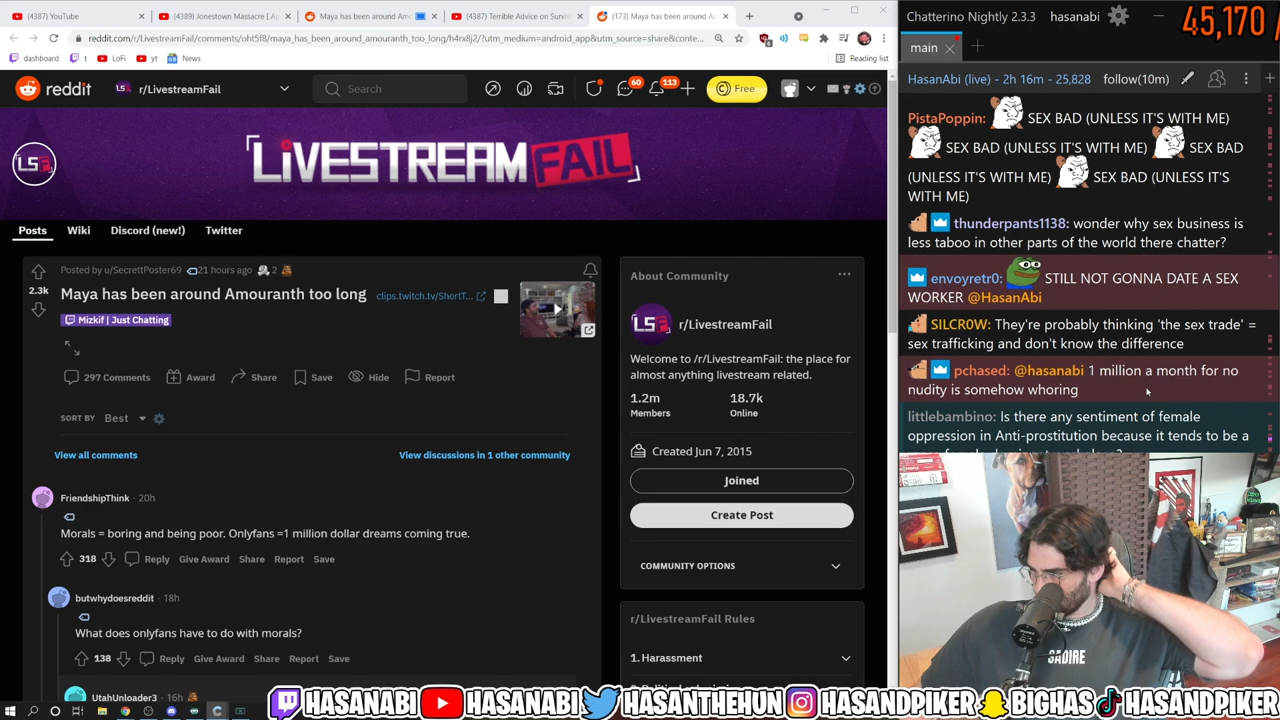 (4387) YouTube
(4389) Jonestown Massacre | Ap
Maya has been around Amo
(4387) Terrible Advice on Surviv
(173) Maya has been around Am
reddit.com/r/LivestreamFail/comments/oht5f8/maya_has_been_around_amouranth_too_long/h4rx8j2/?utm_medium=android_app&utm_source=share&conte...
dashboard
t
LoFi
yt
News
Reading list
reddit
r/LivestreamFail
Search
60
113
Free
LiVESTREAM FAIL
LSF
Posts
Wiki
Discord (new!)
Twitter
Posted by u/SecrettPoster69
21 hours ago
2
2.3k
Maya has been around Amouranth too long
clips.twitch.tv/ShortT...
Mizkif | Just Chatting
297 Comments
Award
Share
Save
Hide
Report
SORT BY Best
View all comments
View discussions in 1 other community
FriendshipThink · 20h
Morals = boring and being poor. Onlyfans =1 million dollar dreams coming true.
318
Reply
Give Award
Share
Report
Save
butwhydoesreddit · 18h
What does onlyfans have to do with morals?
138
Reply
Give Award
Share
Report
Save
UtahUnloader3 · 16h
About Community
LSF
r/LivestreamFail
Welcome to /r/LivestreamFail: the place for
almost anything livestream related.
1.2m
Members
18.7k
Online
Created Jun 7, 2015
Joined
Create Post
COMMUNITY OPTIONS
r/LivestreamFail Rules
1. Harassment
Chatterino Nightly 2.3.3
hasanabi
45,170 /
main
HasanAbi (live) - 2h 16m - 25,828
follow(10m)
PistaPoppin: SEX BAD (UNLESS IT'S WITH ME)
SEX BAD (UNLESS IT'S WITH ME) SEX BAD
(UNLESS IT'S WITH ME) SEX BAD (UNLESS IT'S
WITH ME)
thunderpants1138: wonder why sex business is
less taboo in other parts of the world there chatter?
envoyretr0: STILL NOT GONNA DATE A SEX
WORKER @HasanAbi
SILCR0W: They're probably thinking 'the sex trade' =
sex trafficking and don't know the difference
pchased: @hasanabi 1 million a month for no
nudity is somehow whoring
littlebambino: Is there any sentiment of female
oppression in Anti-prostitution because it tends to be a
SADIRE
HASANABI
HASANABI
HASANTHEHUN
HASANDPIKER
BIGHAS
HASANDPIKER